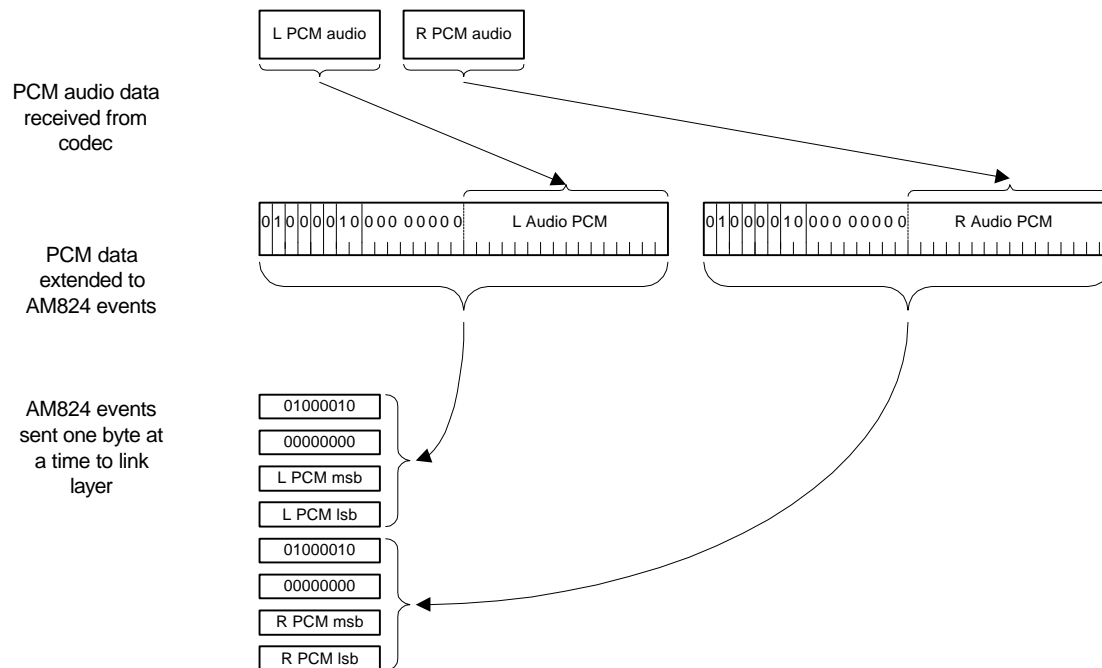 L PCM audio
R PCM audio
PCM audio data
received from
codec
0 1 0 0 0 0 1 0 0 0 0 0 0 0 0 0
L Audio PCM
0 1 0 0 0 0 1 0 0 0 0 0 0 0 0 0
R Audio PCM
PCM data
extended to
AM824 events
AM824 events
sent one byte at
a time to link
layer
01000010
00000000
L PCM msb
L PCM lsb
01000010
00000000
R PCM msb
R PCM lsb